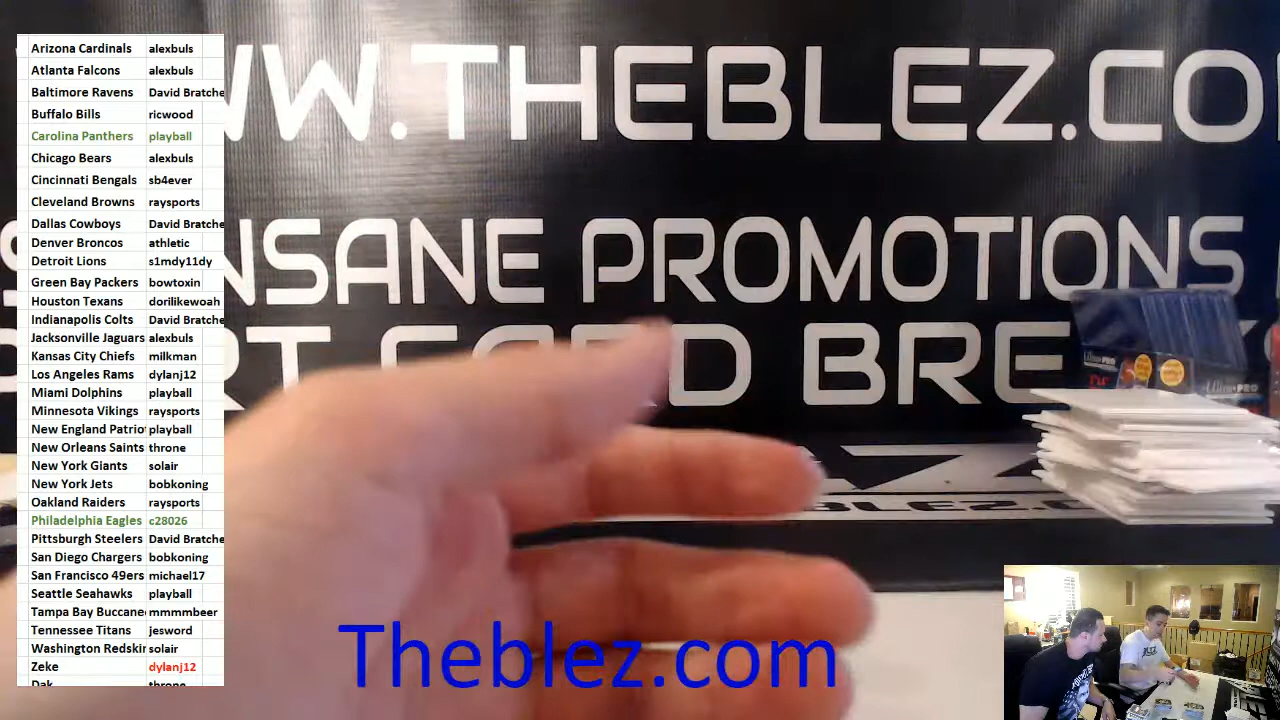 Arizona Cardinals alexbuls
Atlanta Falcons alexbuls
Baltimore Ravens David Bratche
Buffalo Bills ricwood
Carolina Panthers playball
Chicago Bears alexbuls
Cincinnati Bengals sb4ever
Cleveland Browns raysports
Dallas Cowboys David Bratche
Denver Broncos athletic
Detroit Lions s1mdy11dy
Green Bay Packers bowtoxin
Houston Texans dorilikewoah
Indianapolis Colts David Bratche
Jacksonville Jaguars alexbuls
Kansas City Chiefs milkman
Los Angeles Rams dylanj12
Miami Dolphins playball
Minnesota Vikings raysports
New England Patrio playball
New Orleans Saints throne
New York Giants solair
New York Jets bobkoning
Oakland Raiders raysports
Philadelphia Eagles c28026
Pittsburgh Steelers David Bratche
San Diego Chargers bobkoning
San Francisco 49ers michael17
Seattle Seahawks playball
Tampa Bay Buccane mmmmbeer
Tennessee Titans jesword
Washington Redskin solair
Zeke dylanj12
Dak throne
WW.THEBLEZ.CO
NSANE PROMOTIONS
RT CARD BRE
Theblez.com